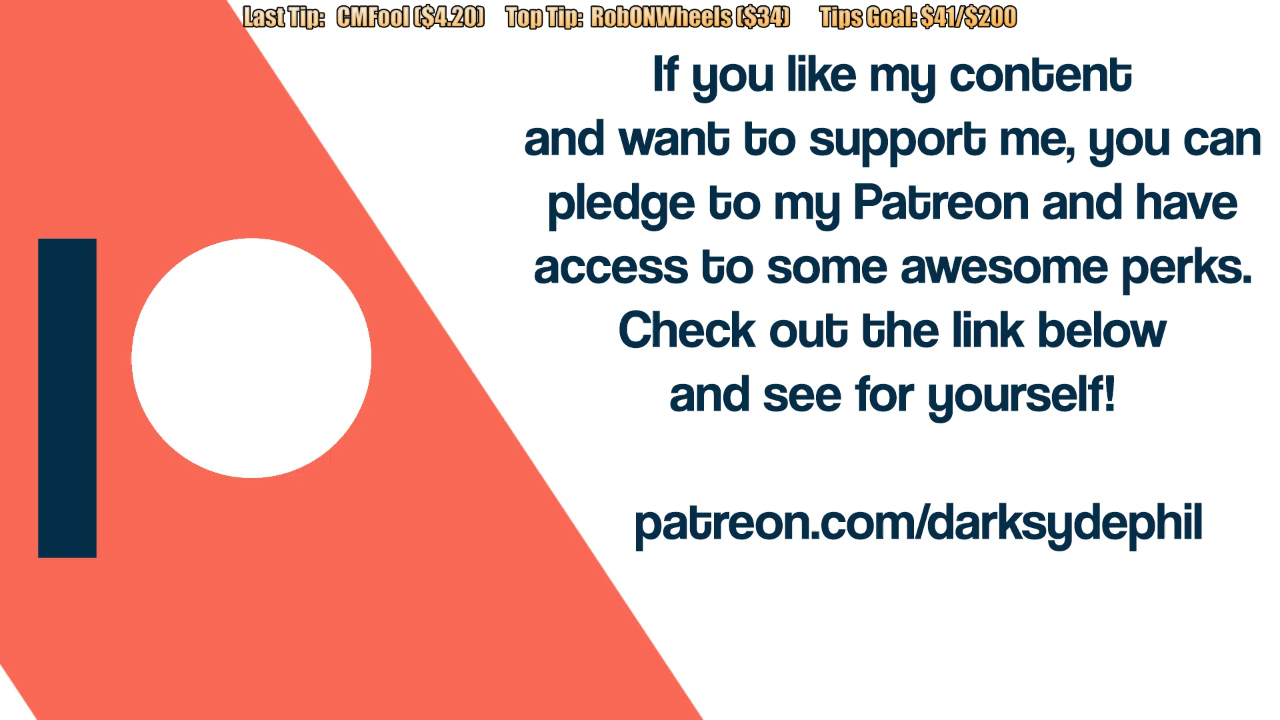 Last Tip: CMFool ($4.20) Top Tip: RobONWheels ($34) Tips Goal: $41/$200
If you like my content
and want to support me, you can
pledge to my Patreon and have
access to some awesome perks.
Check out the link below
and see for yourself!
patreon.com/darksydephil